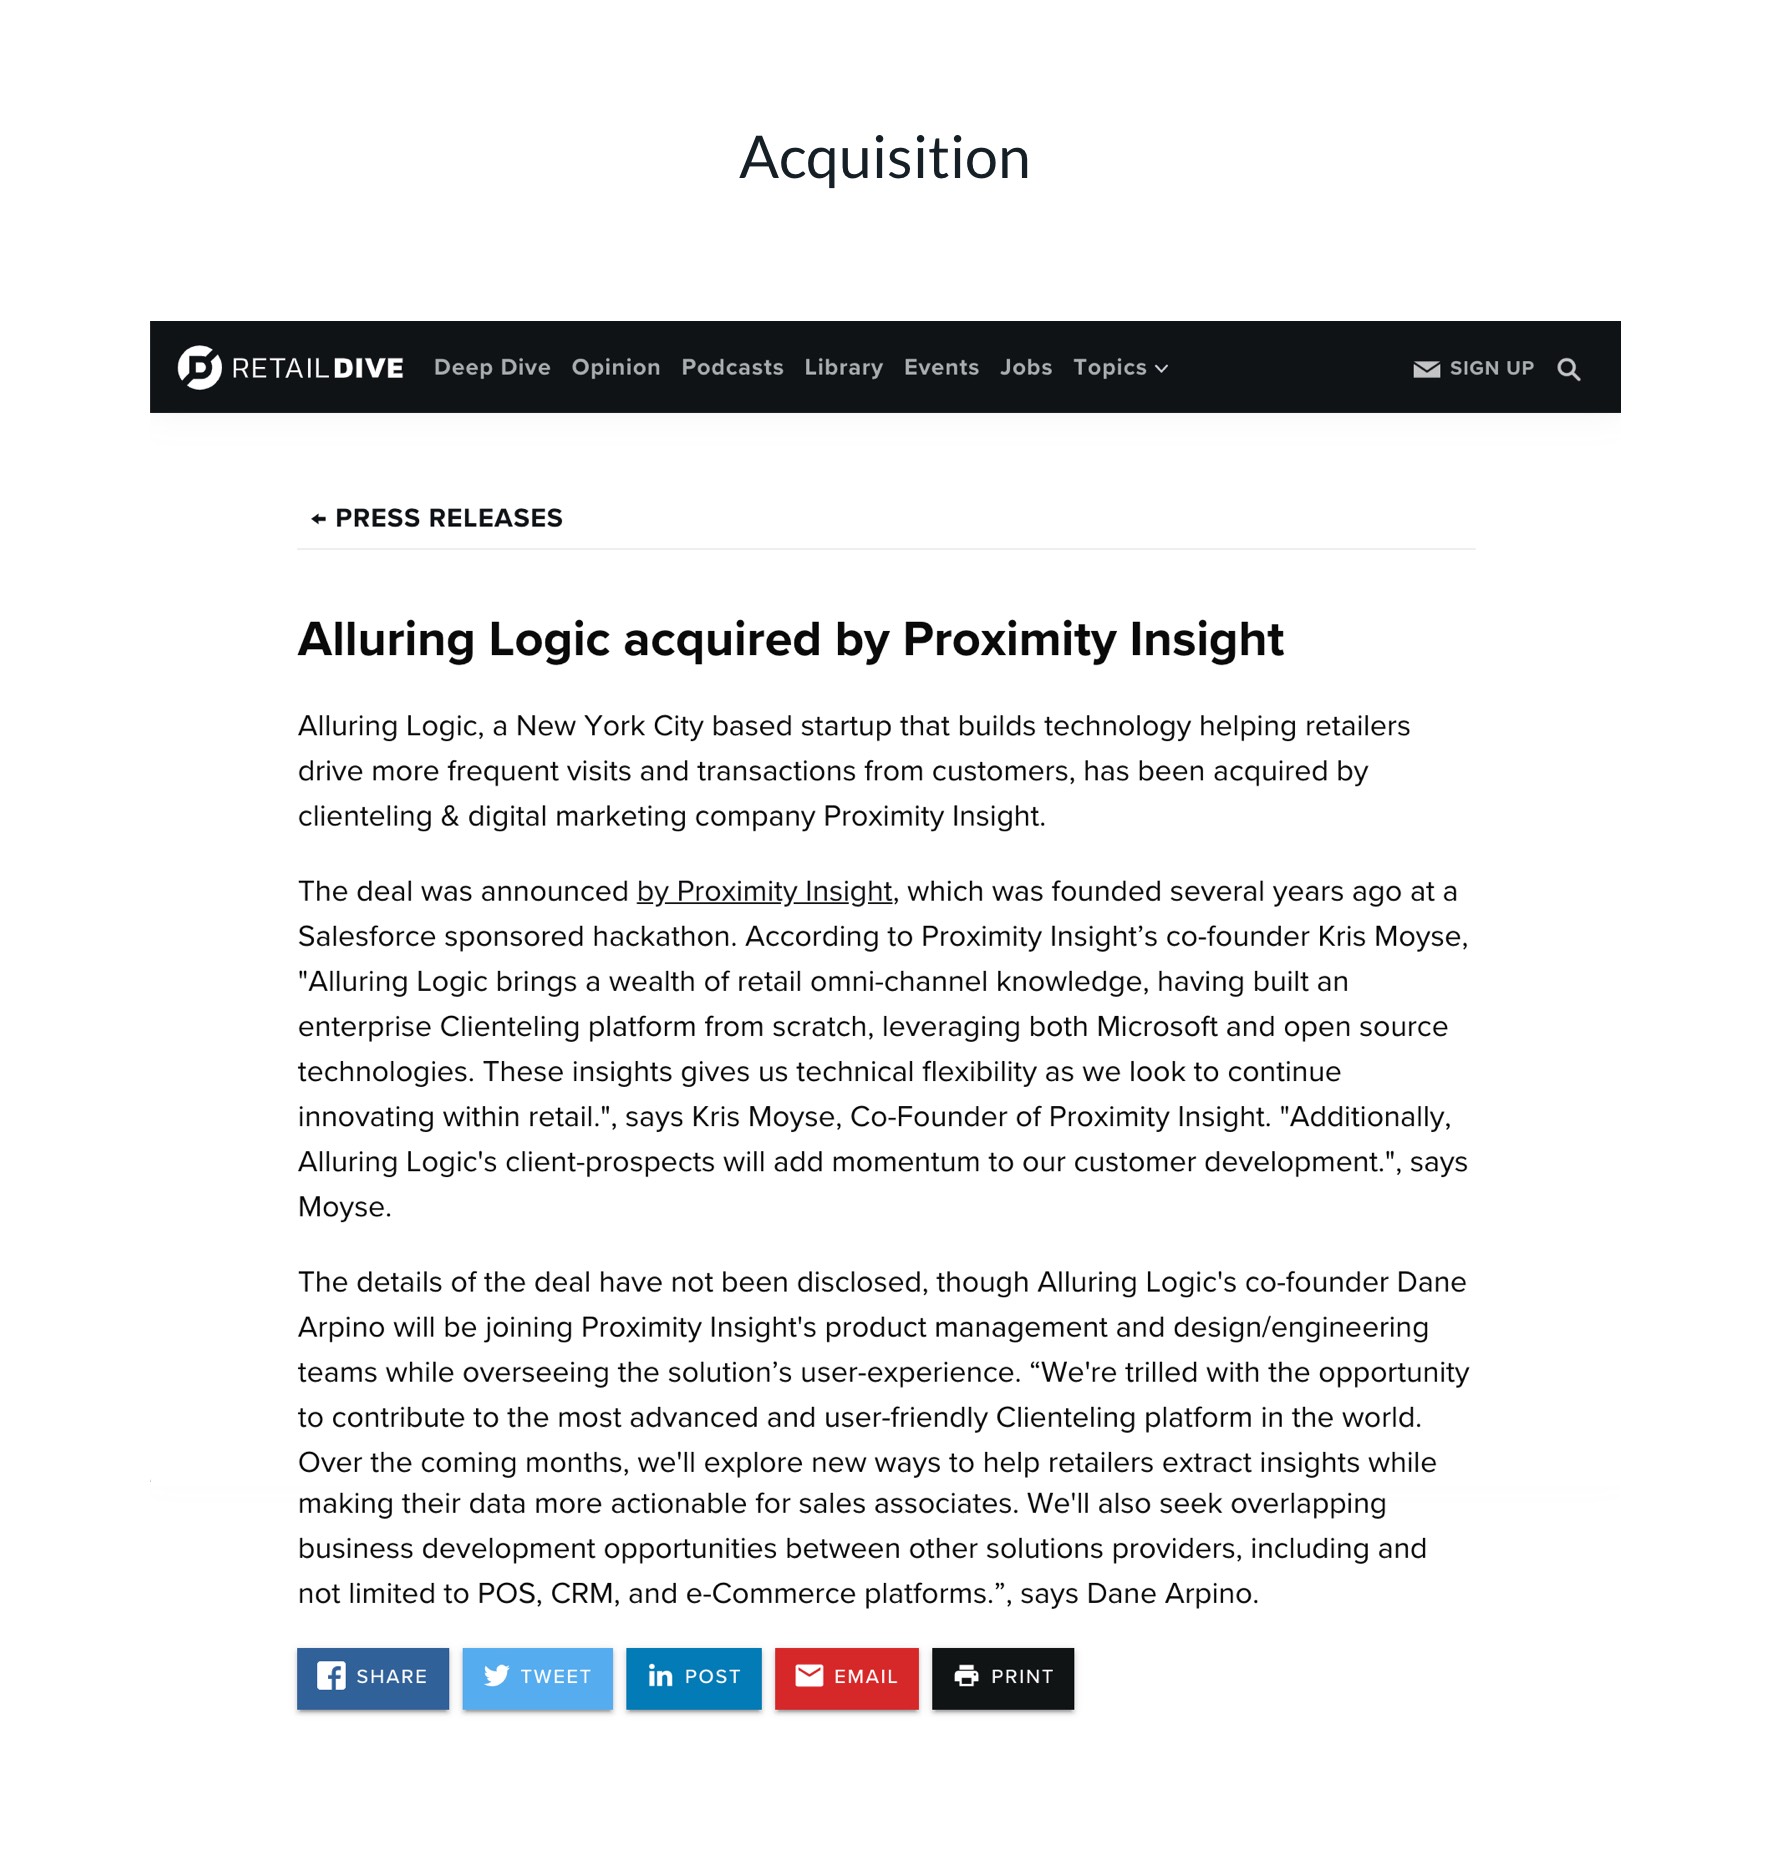 Acquisition
RETAILDIVE Deep Dive Opinion Podcasts Library Events Jobs Topics SIGN UP
PRESS RELEASES
Alluring Logic acquired by Proximity Insight
Alluring Logic, a New York City based startup that builds technology helping retailers
drive more frequent visits and transactions from customers, has been acquired by
clienteling & digital marketing company Proximity Insight.
The deal was announced by Proximity Insight, which was founded several years ago at a
Salesforce sponsored hackathon. According to Proximity Insight’s co-founder Kris Moyse,
"Alluring Logic brings a wealth of retail omni-channel knowledge, having built an
enterprise Clienteling platform from scratch, leveraging both Microsoft and open source
technologies. These insights gives us technical flexibility as we look to continue
innovating within retail.", says Kris Moyse, Co-Founder of Proximity Insight. "Additionally,
Alluring Logic's client-prospects will add momentum to our customer development.", says
Moyse.
The details of the deal have not been disclosed, though Alluring Logic's co-founder Dane
Arpino will be joining Proximity Insight's product management and design/engineering
teams while overseeing the solution’s user-experience. “We're trilled with the opportunity
to contribute to the most advanced and user-friendly Clienteling platform in the world.
Over the coming months, we'll explore new ways to help retailers extract insights while
making their data more actionable for sales associates. We'll also seek overlapping
business development opportunities between other solutions providers, including and
not limited to POS, CRM, and e-Commerce platforms.”, says Dane Arpino.
SHARE TWEET POST EMAIL PRINT